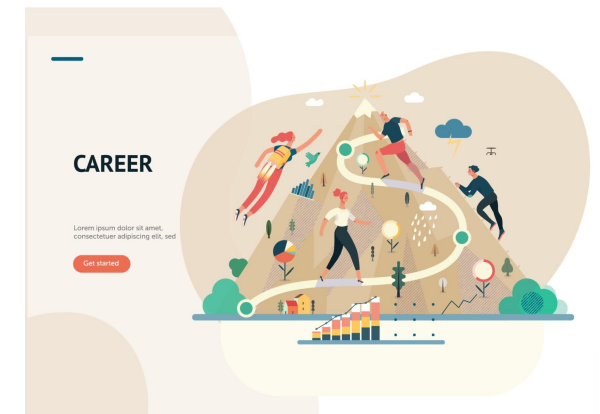 CAREER
Lorem ipsum dolor sit amet,
consectetuer adipiscing elit, sed
Get started